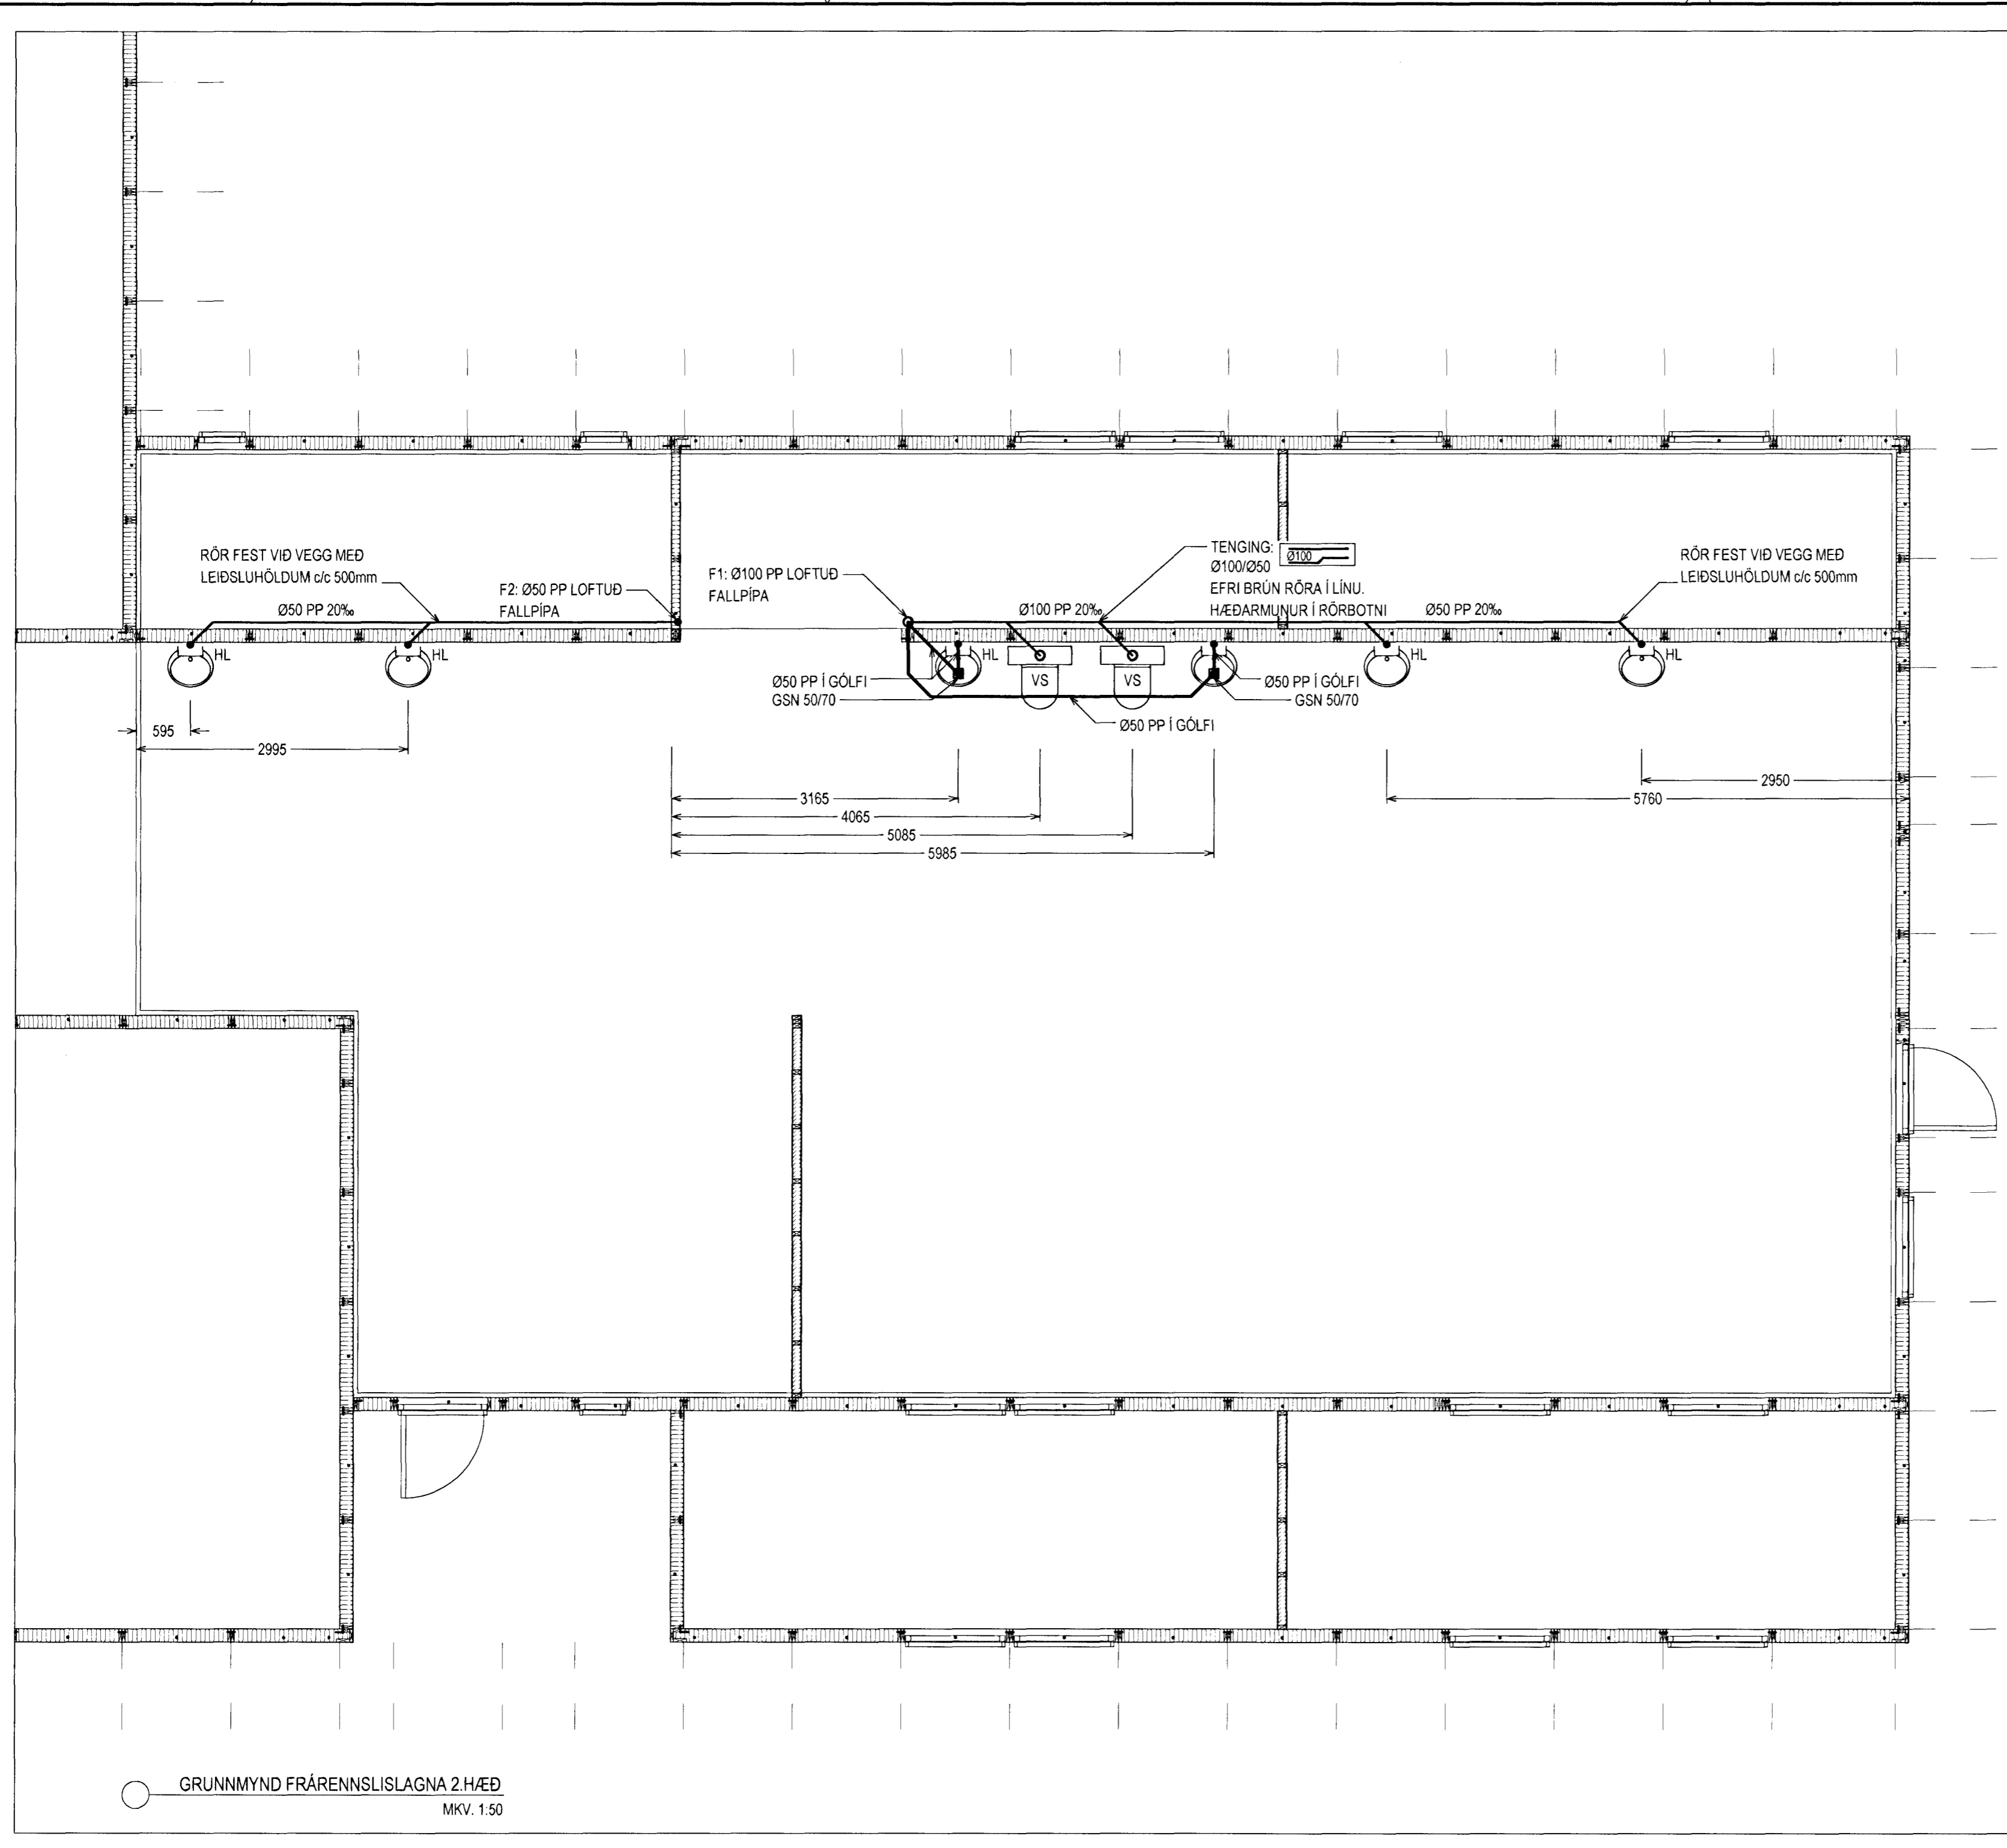 RÖR FEST VIÐ VEGG MEÐ
LEIÐSLUHÖLDUM c/c 500mm
Ø50 PP 20‰
F2: Ø50 PP LOFTUÐ
FALLPÍPA
F1: Ø100 PP LOFTUÐ
FALLPÍPA
Ø100 PP 20‰
TENGING:
Ø100
Ø100/Ø50
EFRI BRÚN RÖRA Í LÍNU.
HÆÐARMUNUR Í RÖRBOTNI
Ø50 PP 20‰
RÖR FEST VIÐ VEGG MEÐ
LEIÐSLUHÖLDUM c/c 500mm
HL
HL
HL
VS
VS
HL
HL
Ø50 PP Í GÓLFI
GSN 50/70
Ø50 PP Í GÓLFI
GSN 50/70
Ø50 PP Í GÓLFI
595
2995
3165
4065
5085
5985
2950
5760
GRUNNMYND FRÁRENNSLISLAGNA 2.HÆÐ
MKV. 1:50